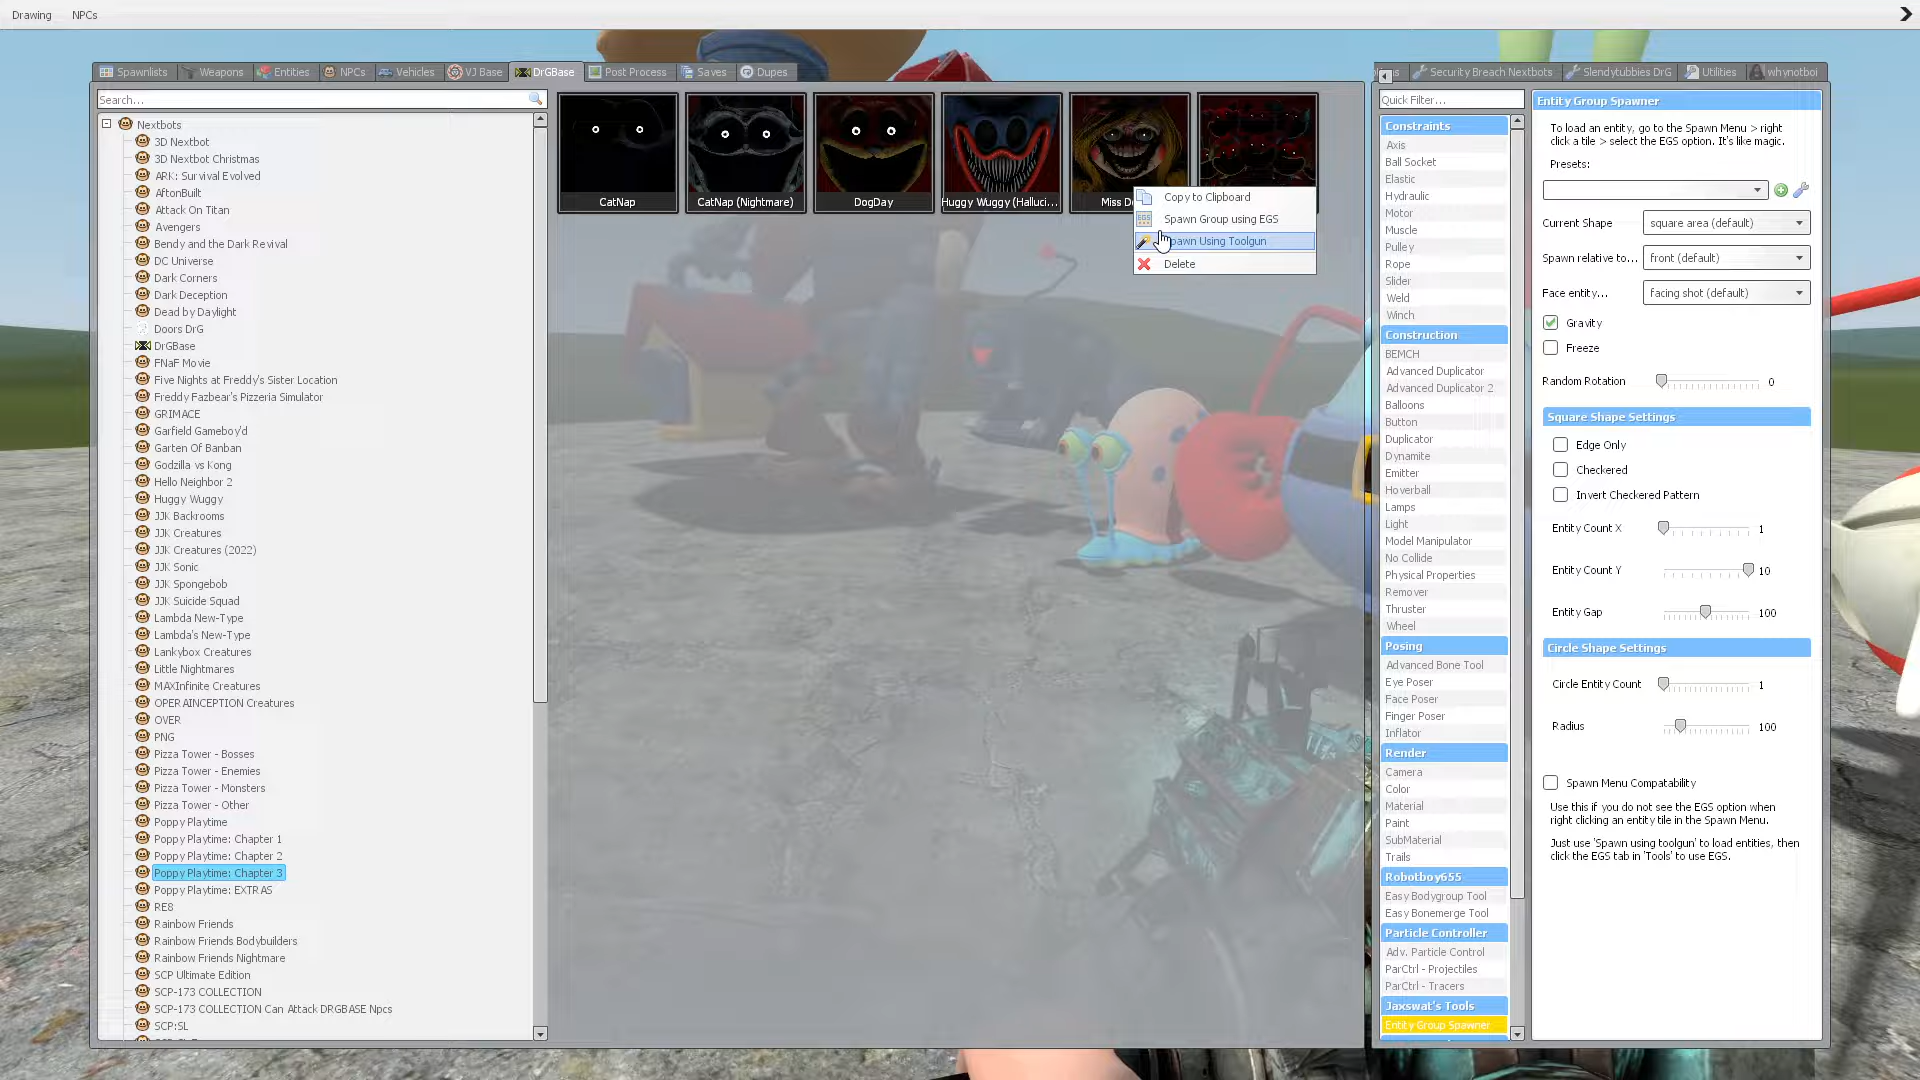 Drawing NPCs
Spawnlists Weapons Entities NPCs Vehicles VJ Base DrGBase Post Process Saves Dupes
Security Breach Nextbots Slendytubbies DrG Utilities whynotboi
Search...
Nextbots
3D Nextbot
3D Nextbot Christmas
ARK: Survival Evolved
AftonBuilt
Attack On Titan
Avengers
Bendy and the Dark Revival
DC Universe
Dark Corners
Dark Deception
Dead by Daylight
Doors DrG
DrGBase
FNaF Movie
Five Nights at Freddy's Sister Location
Freddy Fazbear's Pizzeria Simulator
GRIMACE
Garfield Gameboy'd
Garten Of Banban
Godzilla vs Kong
Hello Neighbor 2
Huggy Wuggy
JJK Backrooms
JJK Creatures
JJK Creatures (2022)
JJK Sonic
JJK Spongebob
JJK Suicide Squad
Lambda New-Type
Lambda's New-Type
Lankybox Creatures
Little Nightmares
MAXInfinite Creatures
OPERAINCEPTION Creatures
OVER
PNG
Pizza Tower - Bosses
Pizza Tower - Enemies
Pizza Tower - Monsters
Pizza Tower - Other
Poppy Playtime
Poppy Playtime: Chapter 1
Poppy Playtime: Chapter 2
Poppy Playtime: Chapter 3
Poppy Playtime: EXTRAS
RE8
Rainbow Friends
Rainbow Friends Bodybuilders
Rainbow Friends Nightmare
SCP Ultimate Edition
SCP-173 COLLECTION
SCP-173 COLLECTION Can Attack DRGBASE Npcs
SCP:SL
CatNap
CatNap (Nightmare)
DogDay
Huggy Wuggy (Halluci...
Miss
Copy to Clipboard
EGS Spawn Group using EGS
pawn Using Toolgun
Delete
Quick Filter...
Constraints
Axis
Ball Socket
Elastic
Hydraulic
Motor
Muscle
Pulley
Rope
Slider
Weld
Winch
Construction
BEMCH
Advanced Duplicator
Advanced Duplicator 2
Balloons
Button
Duplicator
Dynamite
Emitter
Hoverball
Lamps
Light
Model Manipulator
No Collide
Physical Properties
Remover
Thruster
Wheel
Posing
Advanced Bone Tool
Eye Poser
Face Poser
Finger Poser
Inflator
Render
Camera
Color
Material
Paint
SubMaterial
Trails
Robotboy655
Easy Bodygroup Tool
Easy Bonemerge Tool
Particle Controller
Adv. Particle Control
ParCtrl - Projectiles
ParCtrl - Tracers
Jaxswat's Tools
Entity Group Spawner
Entity Group Spawner
To load an entity, go to the Spawn Menu > right
click a tile > select the EGS option. It's like magic.
Presets:
Current Shape square area (default)
Spawn relative to... front (default)
Face entity... facing shot (default)
Gravity
Freeze
Random Rotation 0
Square Shape Settings
Edge Only
Checkered
Invert Checkered Pattern
Entity Count X 1
Entity Count Y 10
Entity Gap 100
Circle Shape Settings
Circle Entity Count 1
Radius 100
Spawn Menu Compatability
Use this if you do not see the EGS option when
right clicking an entity tile in the Spawn Menu.
Just use 'Spawn using toolgun' to load entities, then
click the EGS tab in 'Tools' to use EGS.